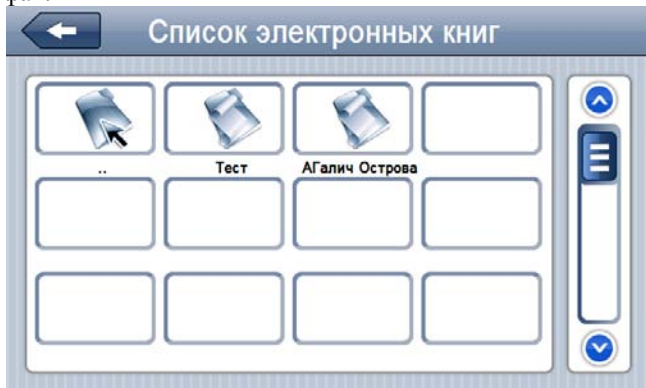 Список электронных книг
..
Тест
АГалич Острова